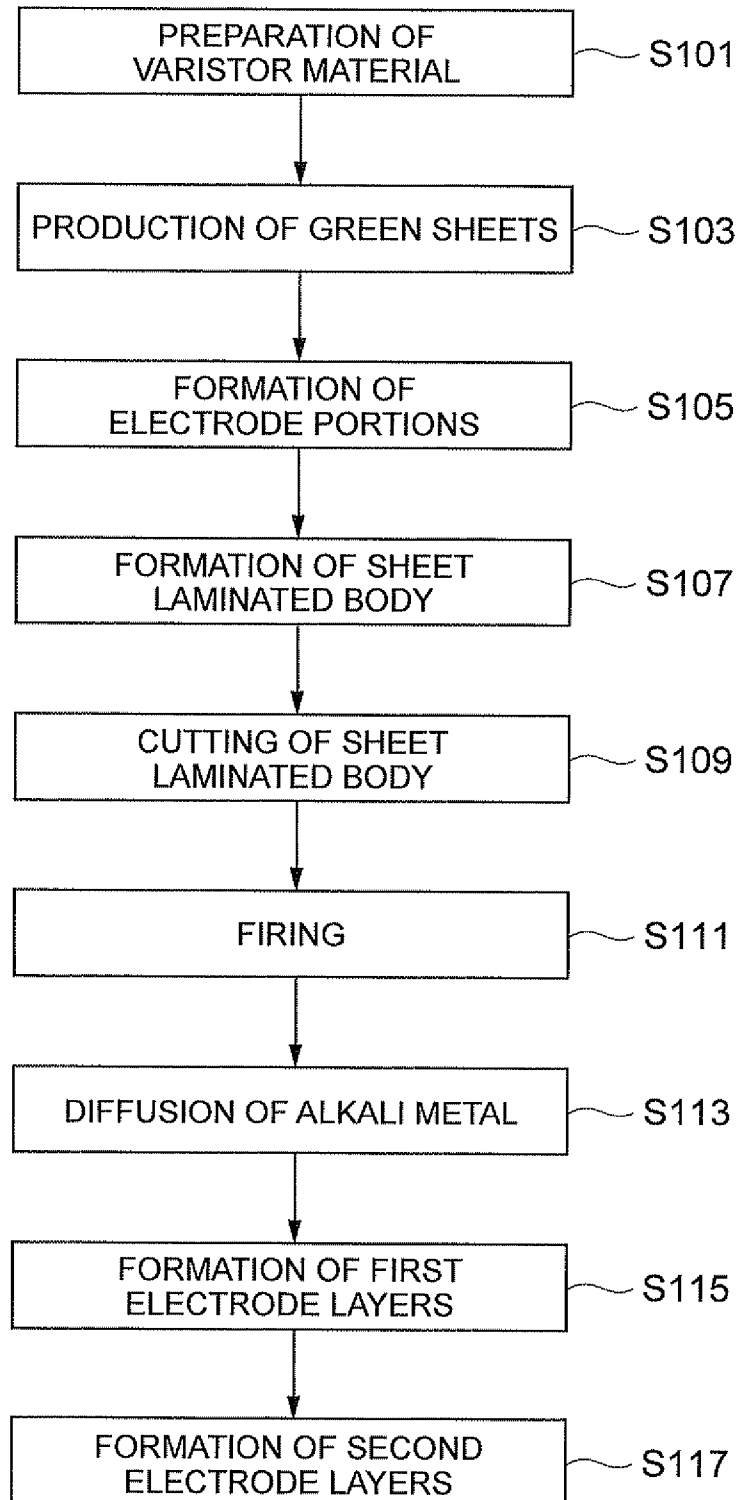 PREPARATION OF
VARISTOR MATERIAL
S101
PRODUCTION OF GREEN SHEETS
S103
FORMATION OF
ELECTRODE PORTIONS
S105
FORMATION OF SHEET
LAMINATED BODY
S107
CUTTING OF SHEET
LAMINATED BODY
S109
FIRING
S111
DIFFUSION OF ALKALI METAL
S113
FORMATION OF FIRST
ELECTRODE LAYERS
S115
FORMATION OF SECOND
ELECTRODE LAYERS
S117